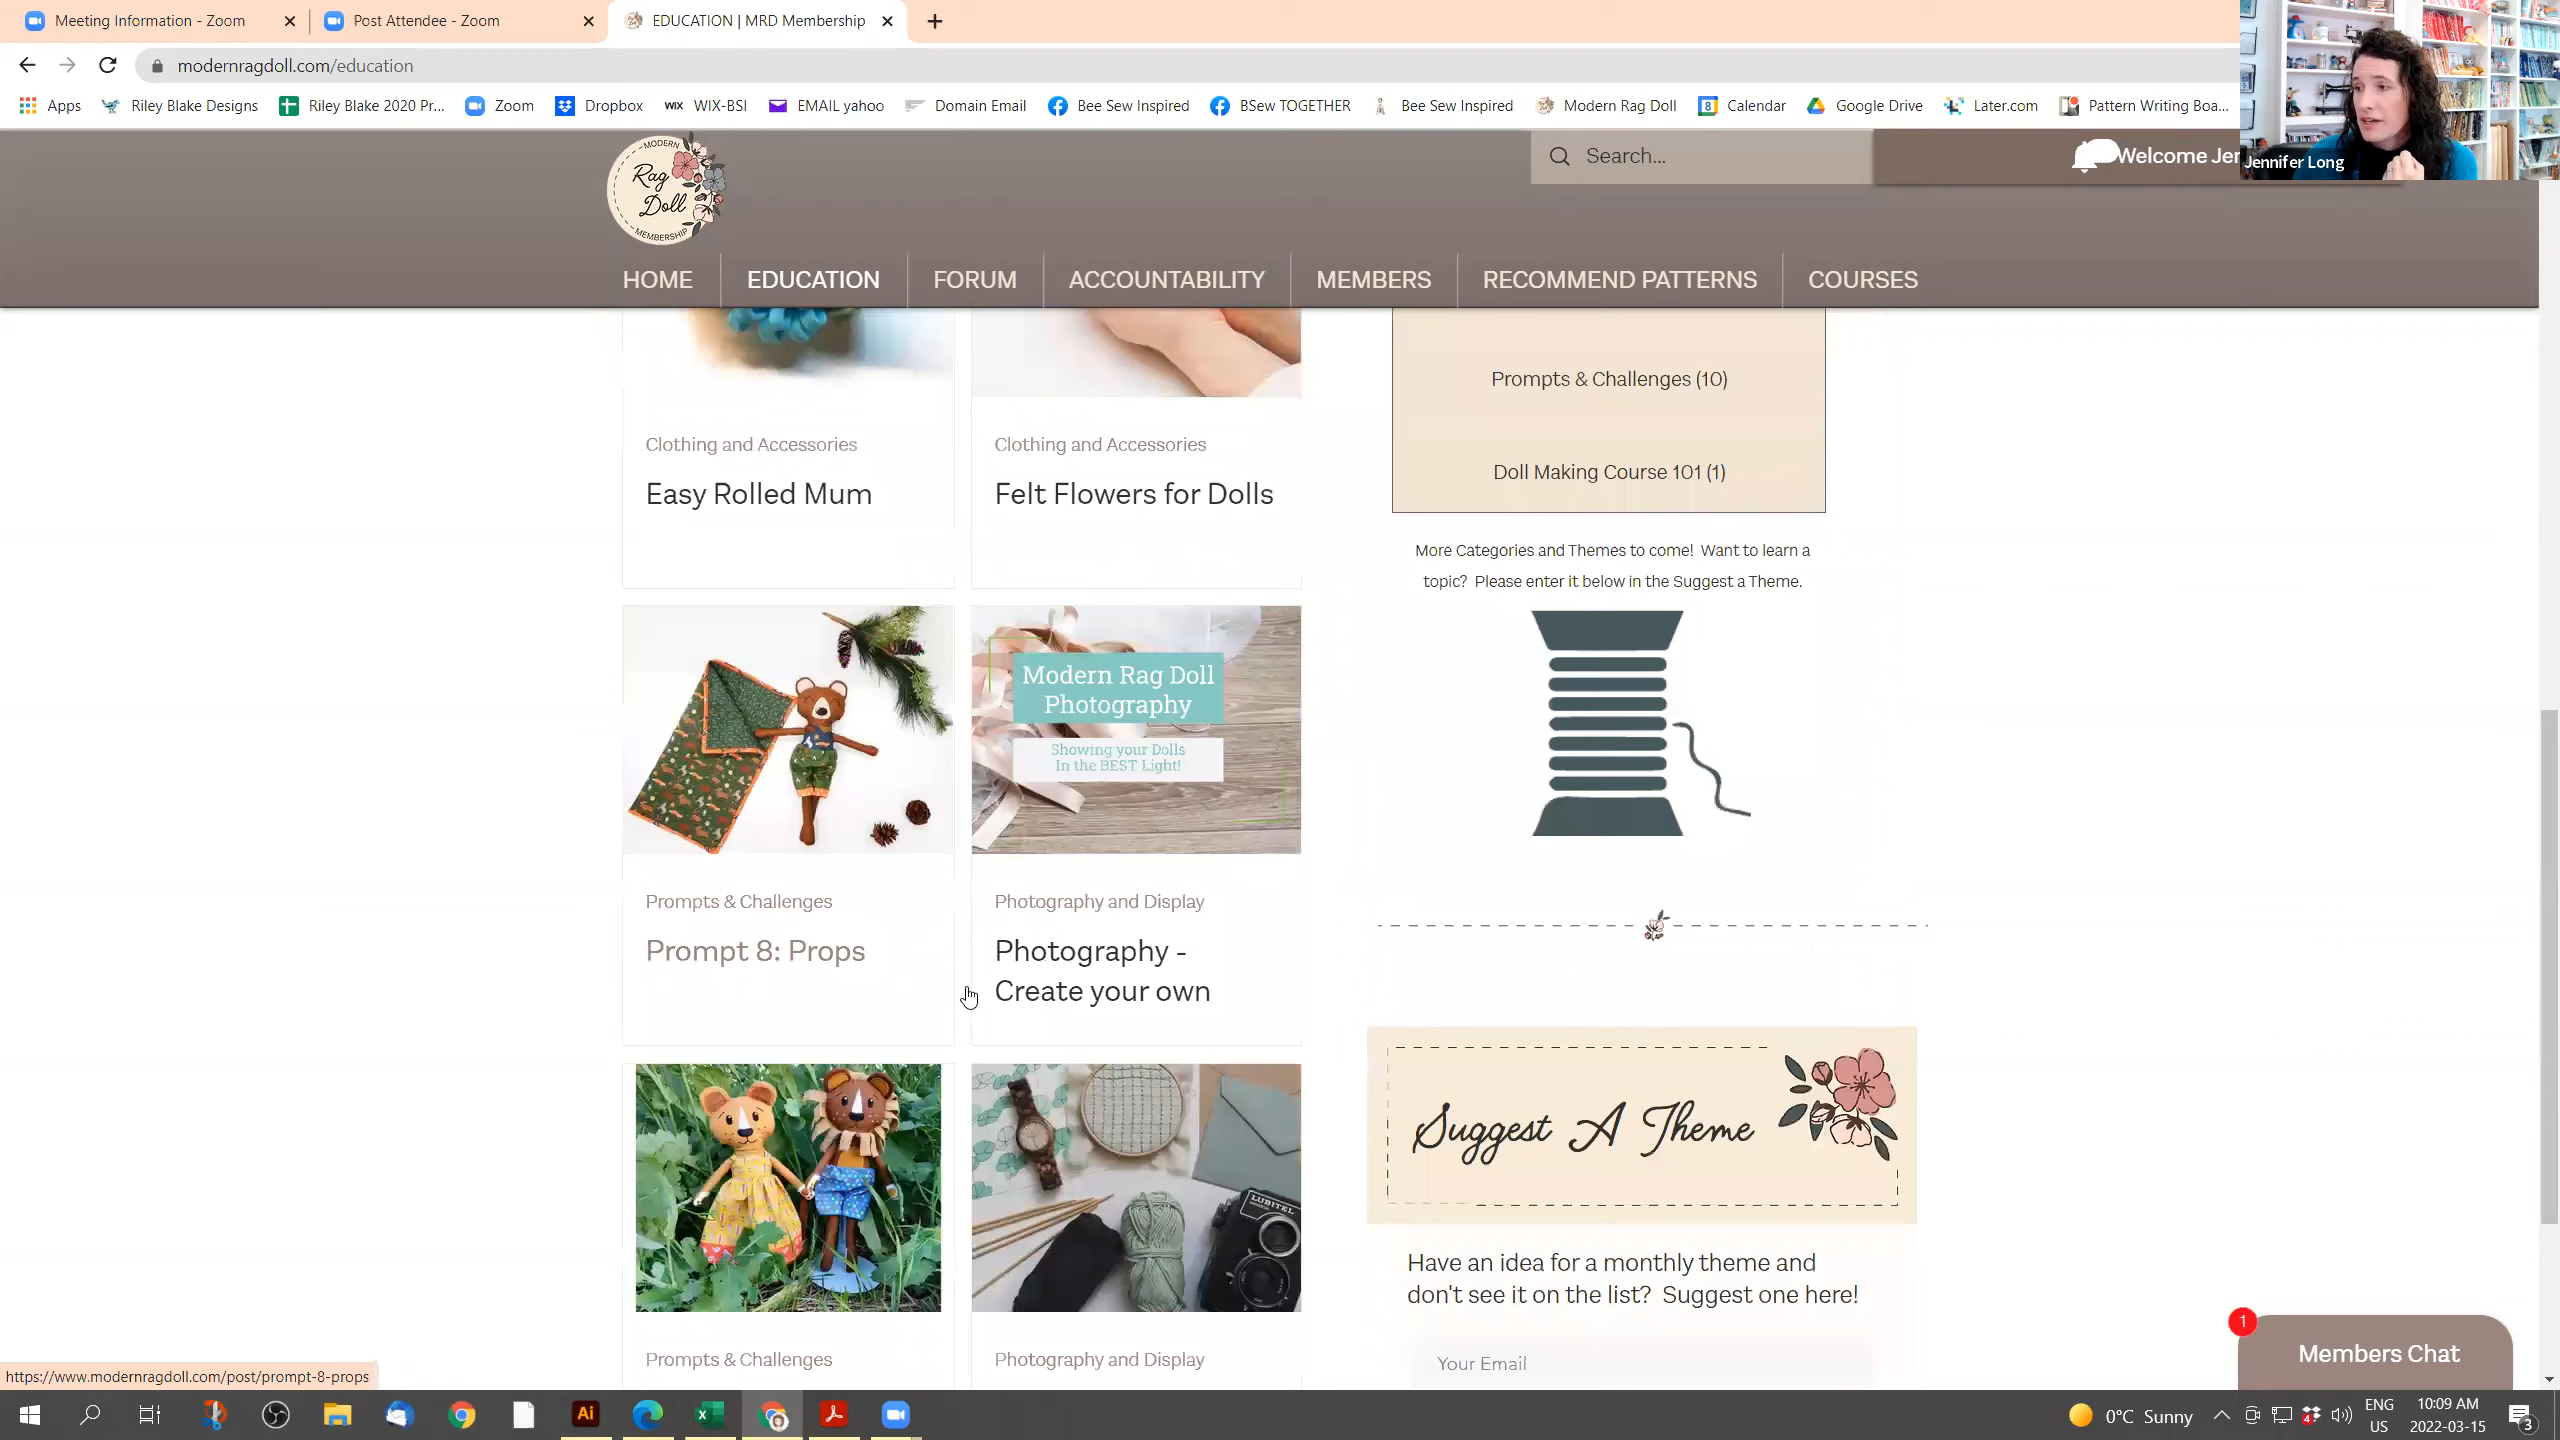 Meeting Information - Zoom
Post Attendee - Zoom
EDUCATION | MRD Membership
modernragdoll.com/education
Apps
Riley Blake Designs
Riley Blake 2020 Pr...
Zoom
Dropbox
WIX
WIX-BSI
EMAIL yahoo
Domain Email
Bee Sew Inspired
BSew TOGETHER
Bee Sew Inspired
Modern Rag Doll
8
Calendar
Google Drive
Later.com
Pattern Writing Boa...
MODERN
Rag
Doll
MEMBERSHIP
Search...
Welcome Jer
Jennifer Long
HOME
EDUCATION
FORUM
ACCOUNTABILITY
MEMBERS
RECOMMEND PATTERNS
COURSES
Clothing and Accessories
Easy Rolled Mum
Clothing and Accessories
Felt Flowers for Dolls
Prompts & Challenges (10)
Doll Making Course 101 (1)
More Categories and Themes to come! Want to learn a
topic? Please enter it below in the Suggest a Theme.
Modern Rag Doll
Photography
Showing your Dolls
In the BEST Light!
Prompts & Challenges
Prompt 8: Props
Photography and Display
Photography -
Create your own
LUBITEL
Suggest A Theme
Have an idea for a monthly theme and
don't see it on the list? Suggest one here!
Your Email
Prompts & Challenges
Photography and Display
1
Members Chat
https://www.modernragdoll.com/post/prompt-8-props
Ai
0°C Sunny
4
ENG
US
10:09 AM
2022-03-15
3